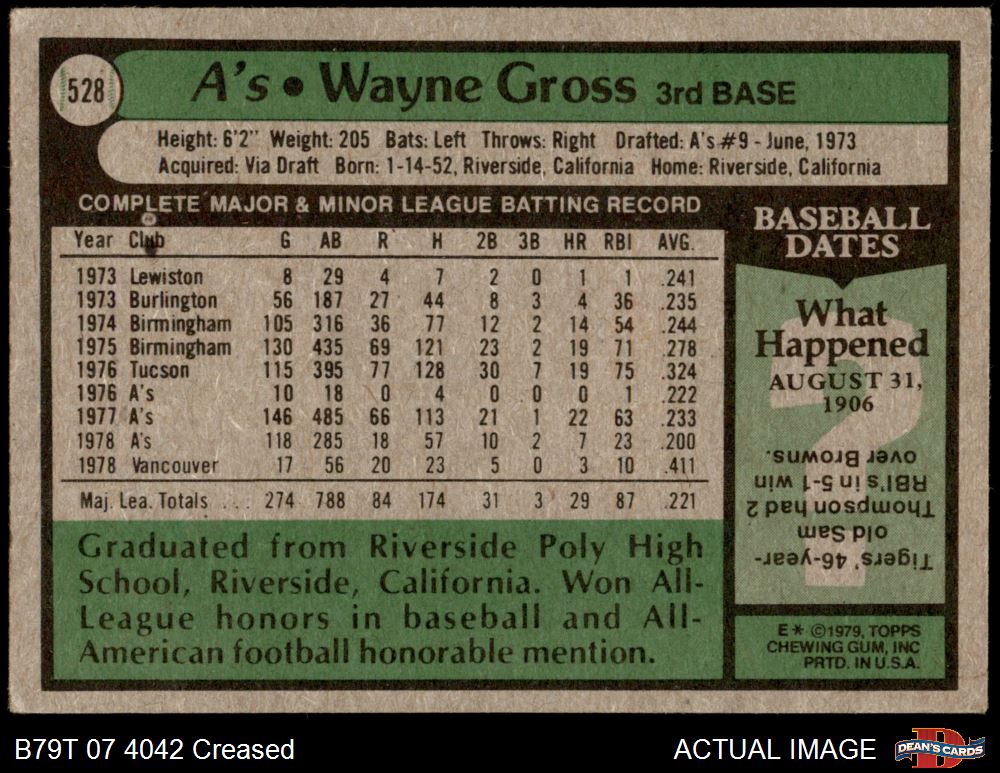 528
A's • Wayne Gross 3rd BASE
Height: 6'2" Weight: 205 Bats: Left Throws: Right Drafted: A's #9 - June, 1973
Acquired: Via Draft Born: 1-14-52, Riverside, California Home: Riverside, California
COMPLETE MAJOR & MINOR LEAGUE BATTING RECORD
Year Club G AB R H 2B 3B HR RBI AVG.
1973 Lewiston 8 29 4 7 2 0 1 1 .241
1973 Burlington 56 187 27 44 8 3 4 36 .235
1974 Birmingham 105 316 36 77 12 2 14 54 .244
1975 Birmingham 130 435 69 121 23 2 19 71 .278
1976 Tucson 115 395 77 128 30 7 19 75 .324
1976 A's 10 18 0 4 0 0 0 1 .222
1977 A's 146 485 66 113 21 1 22 63 .233
1978 A's 118 285 18 57 10 2 7 23 .200
1978 Vancouver 17 56 20 23 5 0 3 10 .411
Maj. Lea. Totals . . . 274 788 84 174 31 3 29 87 .221
Graduated from Riverside Poly High
School, Riverside, California. Won All-
League honors in baseball and All-
American football honorable mention.
BASEBALL
DATES
What
Happened
AUGUST 31,
1906
?
Tigers' 46-year-
old Sam
Thompson had 2
RBI's in 5-1 win
over Browns.
E* ©1979, TOPPS
CHEWING GUM, INC
PRTD. IN U.S.A.
B79T 07 4042 Creased
ACTUAL IMAGE
D
DEAN'S CARDS